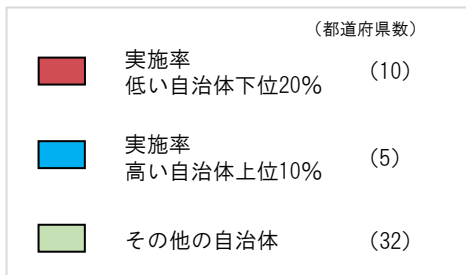 （都道府県数）
実施率
低い自治体下位20％ （10）
実施率
高い自治体上位10％ （5）
その他の自治体 （32）